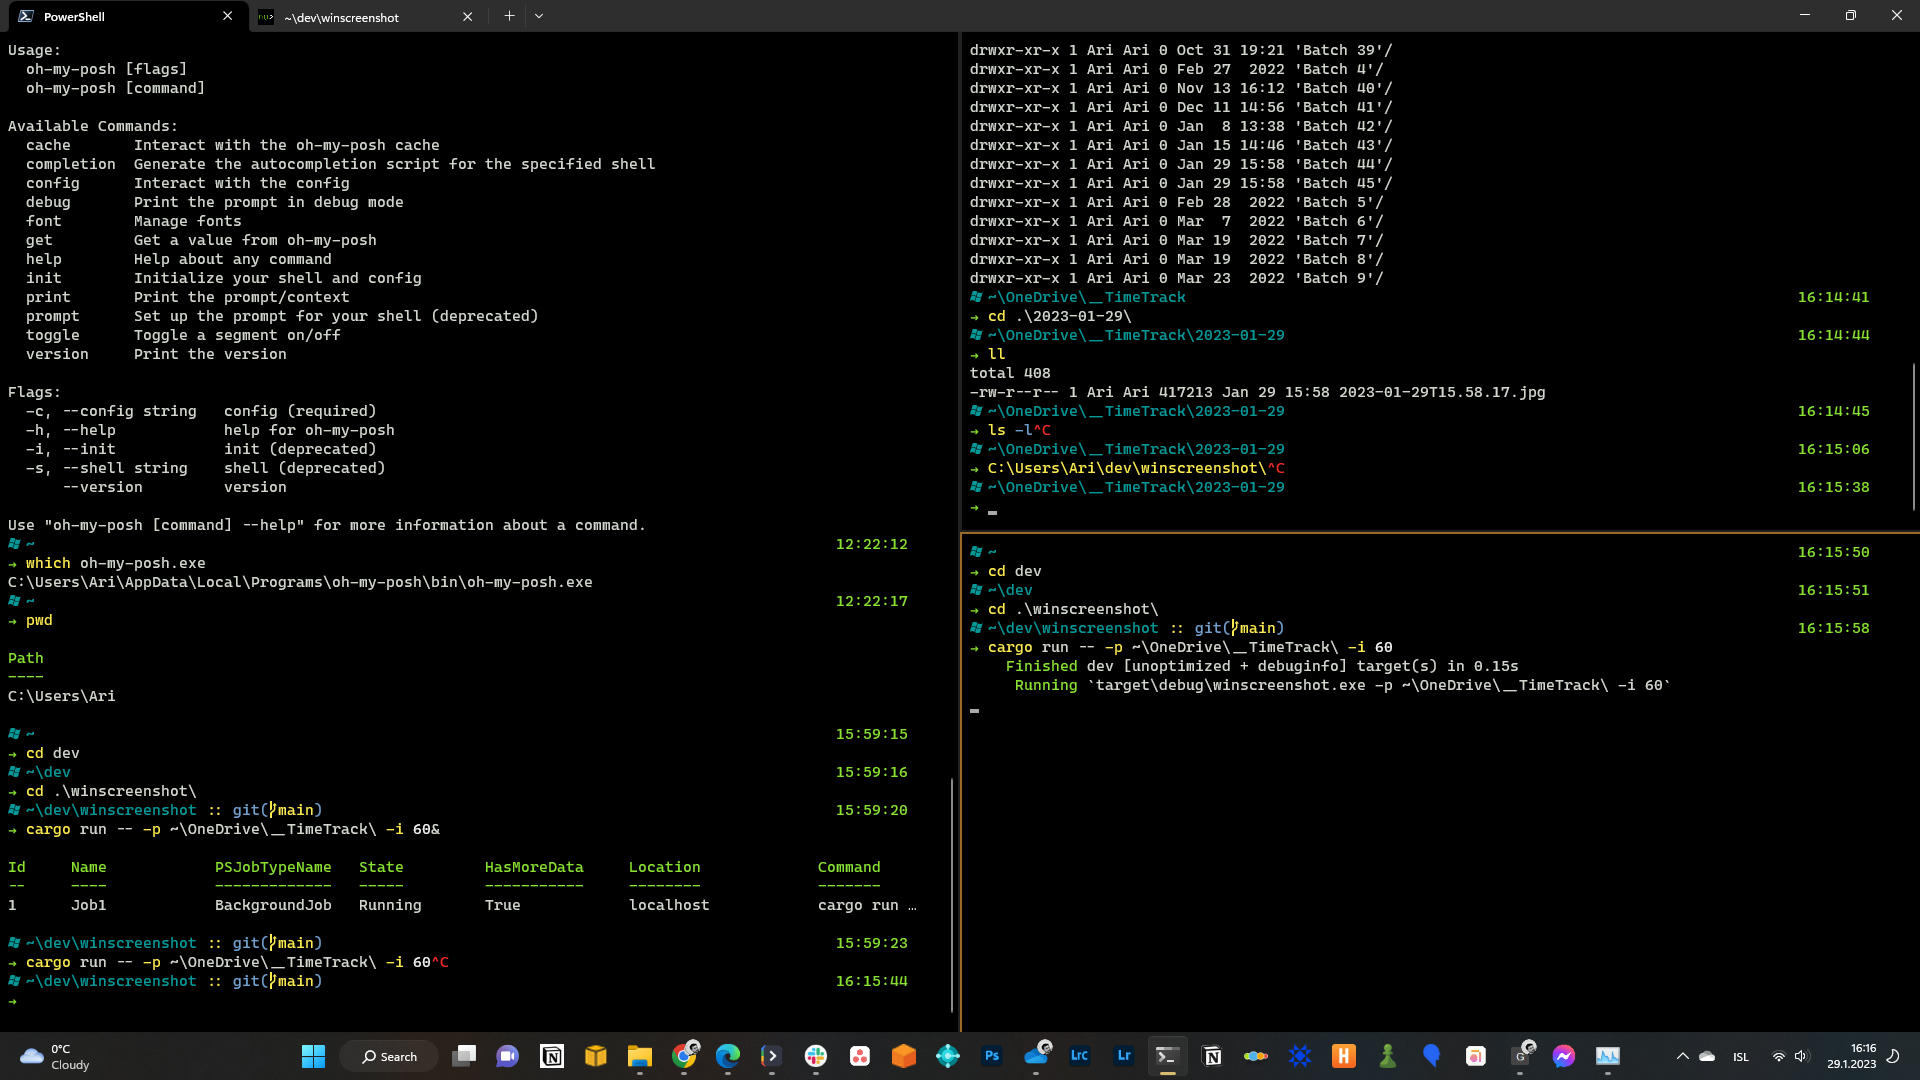 PowerShell
~\dev\winscreenshot
Usage:
  oh-my-posh [flags]
  oh-my-posh [command]

Available Commands:
  cache       Interact with the oh-my-posh cache
  completion  Generate the autocompletion script for the specified shell
  config      Interact with the config
  debug       Print the prompt in debug mode
  font        Manage fonts
  get         Get a value from oh-my-posh
  help        Help about any command
  init        Initialize your shell and config
  print       Print the prompt/context
  prompt      Set up the prompt for your shell (deprecated)
  toggle      Toggle a segment on/off
  version     Print the version

Flags:
  -c, --config string   config (required)
  -h, --help            help for oh-my-posh
  -i, --init            init (deprecated)
  -s, --shell string    shell (deprecated)
      --version         version

Use "oh-my-posh [command] --help" for more information about a command.
~ 12:22:12
→ which oh-my-posh.exe
C:\Users\Ari\AppData\Local\Programs\oh-my-posh\bin\oh-my-posh.exe
~ 12:22:17
→ pwd

Path
----
C:\Users\Ari

~ 15:59:15
→ cd dev
~\dev 15:59:16
→ cd .\winscreenshot\
~\dev\winscreenshot :: git(main) 15:59:20
→ cargo run -- -p ~\OneDrive\__TimeTrack\ -i 60&

Id     Name            PSJobTypeName   State         HasMoreData     Location             Command
--     ----            -------------   -----         -----------     --------             -------
1      Job1            BackgroundJob   Running       True            localhost            cargo run …

~\dev\winscreenshot :: git(main) 15:59:23
→ cargo run -- -p ~\OneDrive\__TimeTrack\ -i 60^C
~\dev\winscreenshot :: git(main) 16:15:44
→
drwxr-xr-x 1 Ari Ari 0 Oct 31 19:21 'Batch 39'/
drwxr-xr-x 1 Ari Ari 0 Feb 27  2022 'Batch 4'/
drwxr-xr-x 1 Ari Ari 0 Nov 13 16:12 'Batch 40'/
drwxr-xr-x 1 Ari Ari 0 Dec 11 14:56 'Batch 41'/
drwxr-xr-x 1 Ari Ari 0 Jan  8 13:38 'Batch 42'/
drwxr-xr-x 1 Ari Ari 0 Jan 15 14:46 'Batch 43'/
drwxr-xr-x 1 Ari Ari 0 Jan 29 15:58 'Batch 44'/
drwxr-xr-x 1 Ari Ari 0 Jan 29 15:58 'Batch 45'/
drwxr-xr-x 1 Ari Ari 0 Feb 28  2022 'Batch 5'/
drwxr-xr-x 1 Ari Ari 0 Mar  7  2022 'Batch 6'/
drwxr-xr-x 1 Ari Ari 0 Mar 19  2022 'Batch 7'/
drwxr-xr-x 1 Ari Ari 0 Mar 19  2022 'Batch 8'/
drwxr-xr-x 1 Ari Ari 0 Mar 23  2022 'Batch 9'/
~\OneDrive\__TimeTrack 16:14:41
→ cd .\2023-01-29\
~\OneDrive\__TimeTrack\2023-01-29 16:14:44
→ ll
total 408
-rw-r--r-- 1 Ari Ari 417213 Jan 29 15:58 2023-01-29T15.58.17.jpg
~\OneDrive\__TimeTrack\2023-01-29 16:14:45
→ ls -l^C
~\OneDrive\__TimeTrack\2023-01-29 16:15:06
→ C:\Users\Ari\dev\winscreenshot\^C
~\OneDrive\__TimeTrack\2023-01-29 16:15:38
→
~ 16:15:50
→ cd dev
~\dev 16:15:51
→ cd .\winscreenshot\
~\dev\winscreenshot :: git(main) 16:15:58
→ cargo run -- -p ~\OneDrive\__TimeTrack\ -i 60
    Finished dev [unoptimized + debuginfo] target(s) in 0.15s
     Running `target\debug\winscreenshot.exe -p ~\OneDrive\__TimeTrack\ -i 60`
0°C
Cloudy
Search
Ps
Lrc
Lr
H
G
ISL
16:16
29.1.2023